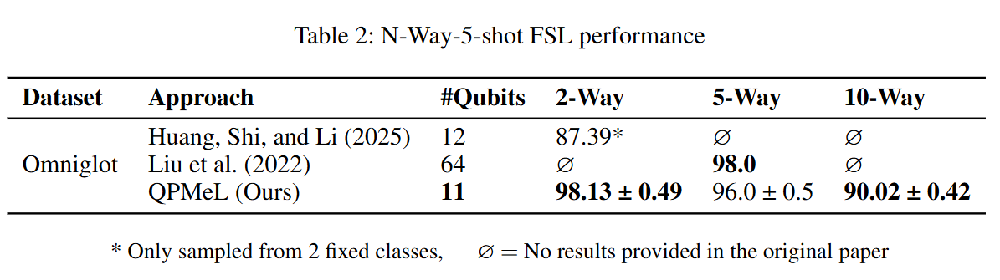 Table 2: N-Way-5-shot FSL performance
Dataset Approach #Qubits 2-Way 5-Way 10-Way
Huang, Shi, and Li (2025) 12 87.39* ∅ ∅
Omniglot Liu et al. (2022) 64 ∅ 98.0 ∅
QPMeL (Ours) 11 98.13 ± 0.49 96.0 ± 0.5 90.02 ± 0.42
* Only sampled from 2 fixed classes, ∅ = No results provided in the original paper